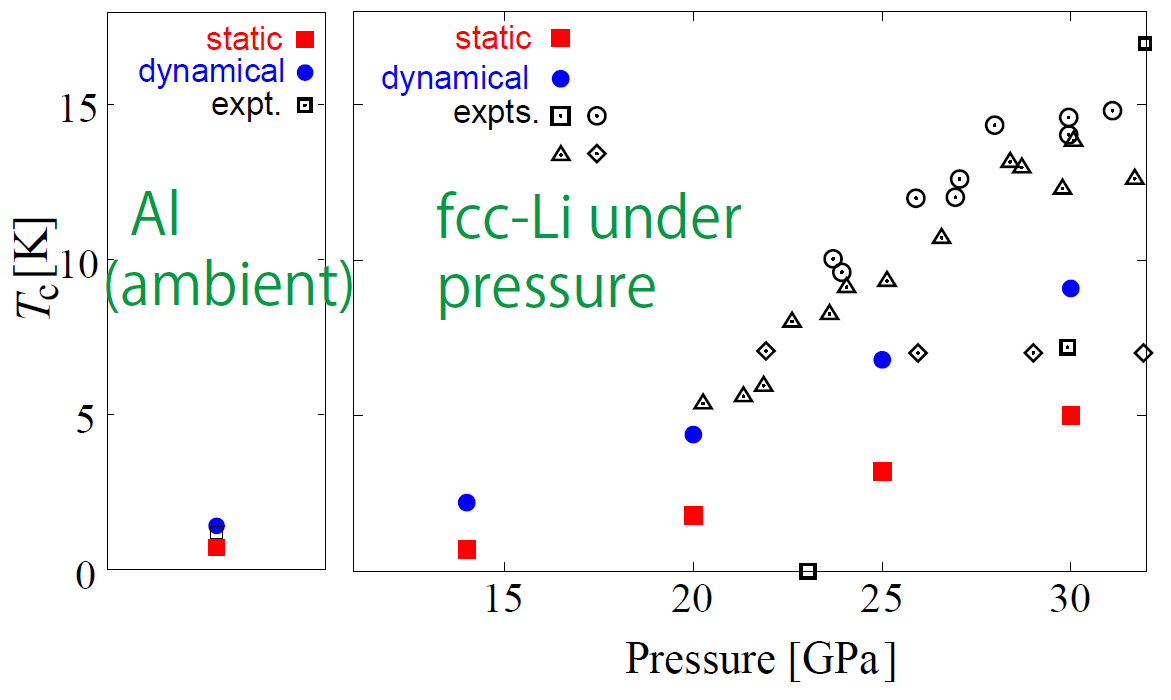 static
dynamical
expt.
static
dynamical
expts.
15
10
5
0
Tc[K]
Al
(ambient)
fcc-Li under
pressure
15
20
25
30
Pressure [GPa]